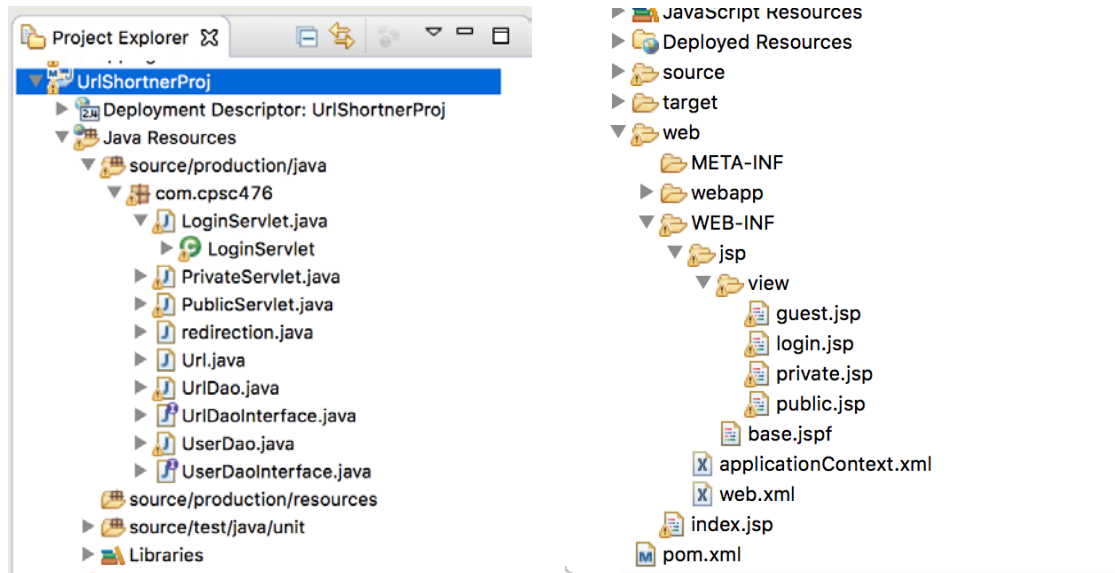 Project Explorer
UrlShortnerProj
2.4 Deployment Descriptor: UrlShortnerProj
Java Resources
source/production/java
com.cpsc476
LoginServlet.java
LoginServlet
PrivateServlet.java
PublicServlet.java
redirection.java
Url.java
UrlDao.java
UrlDaoInterface.java
UserDao.java
UserDaoInterface.java
source/production/resources
source/test/java/unit
Libraries
JavaScript Resources
Deployed Resources
source
target
web
META-INF
webapp
WEB-INF
jsp
view
guest.jsp
login.jsp
private.jsp
public.jsp
base.jspf
applicationContext.xml
web.xml
index.jsp
pom.xml